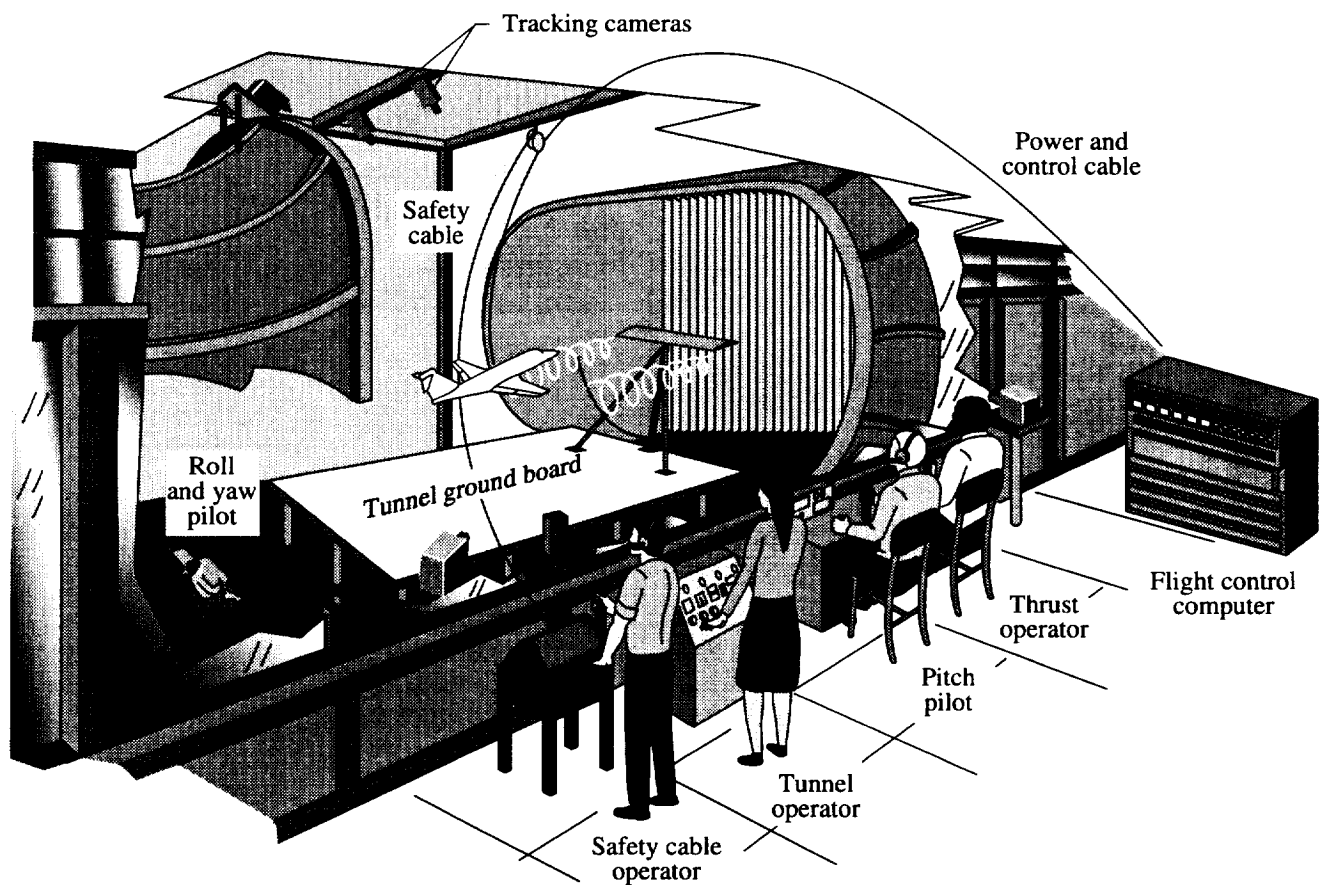 Tracking cameras
Power and
control cable
Safety
cable
Roll
and yaw
pilot
Tunnel ground board
Flight control
computer
Thrust
operator
Pitch
pilot
Tunnel
operator
Safety cable
operator